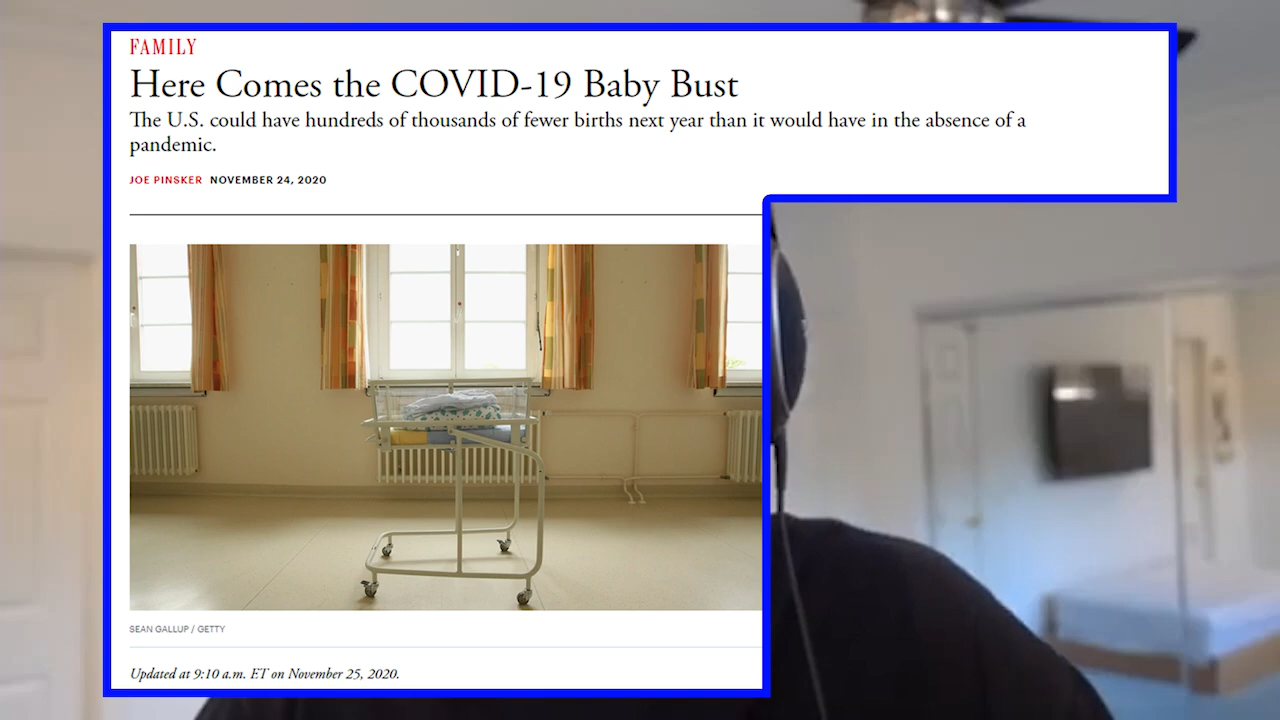 FAMILY
Here Comes the COVID-19 Baby Bust
The U.S. could have hundreds of thousands of fewer births next year than it would have in the absence of a
pandemic.
JOE PINSKER NOVEMBER 24, 2020
SEAN GALLUP / GETTY
Updated at 9:10 a.m. ET on November 25, 2020.